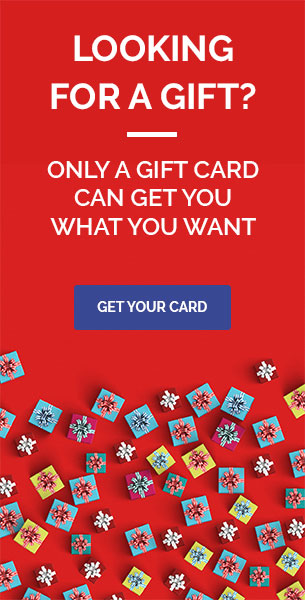 LOOKING
FOR A GIFT?
ONLY A GIFT CARD
CAN GET YOU
WHAT YOU WANT
GET YOUR CARD